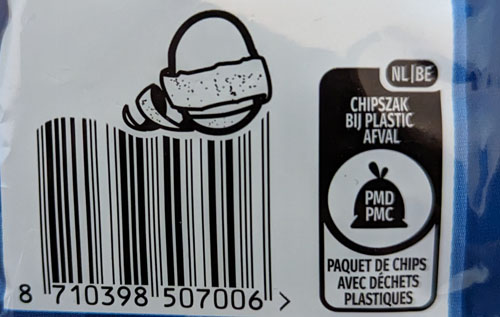 NL|BE
CHIPSZAK
BIJ PLASTIC
AFVAL
PMD
PMC
PAQUET DE CHIPS
AVEC DÉCHETS
PLASTIQUES
8 710398 507006 >